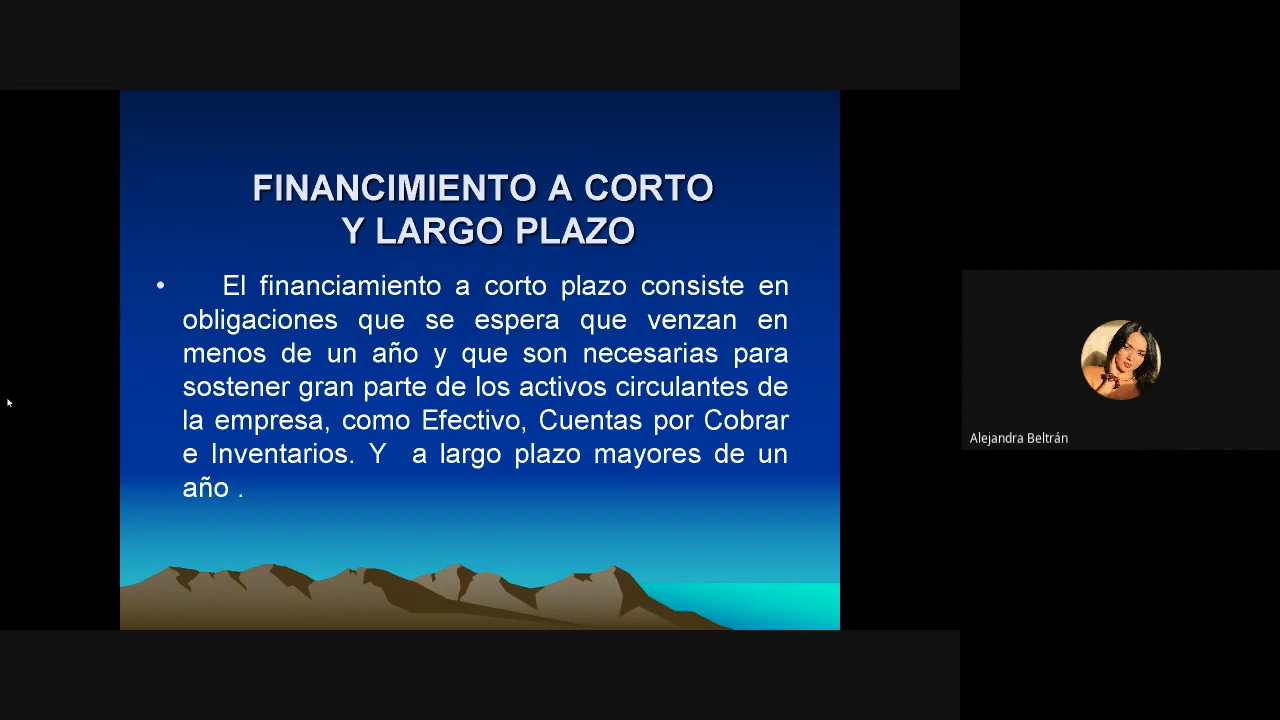 FINANCIMIENTO A CORTO
Y LARGO PLAZO
• El financiamiento a corto plazo consiste en
obligaciones que se espera que venzan en
menos de un año y que son necesarias para
sostener gran parte de los activos circulantes de
la empresa, como Efectivo, Cuentas por Cobrar
e Inventarios. Y a largo plazo mayores de un
año .
Alejandra Beltrán